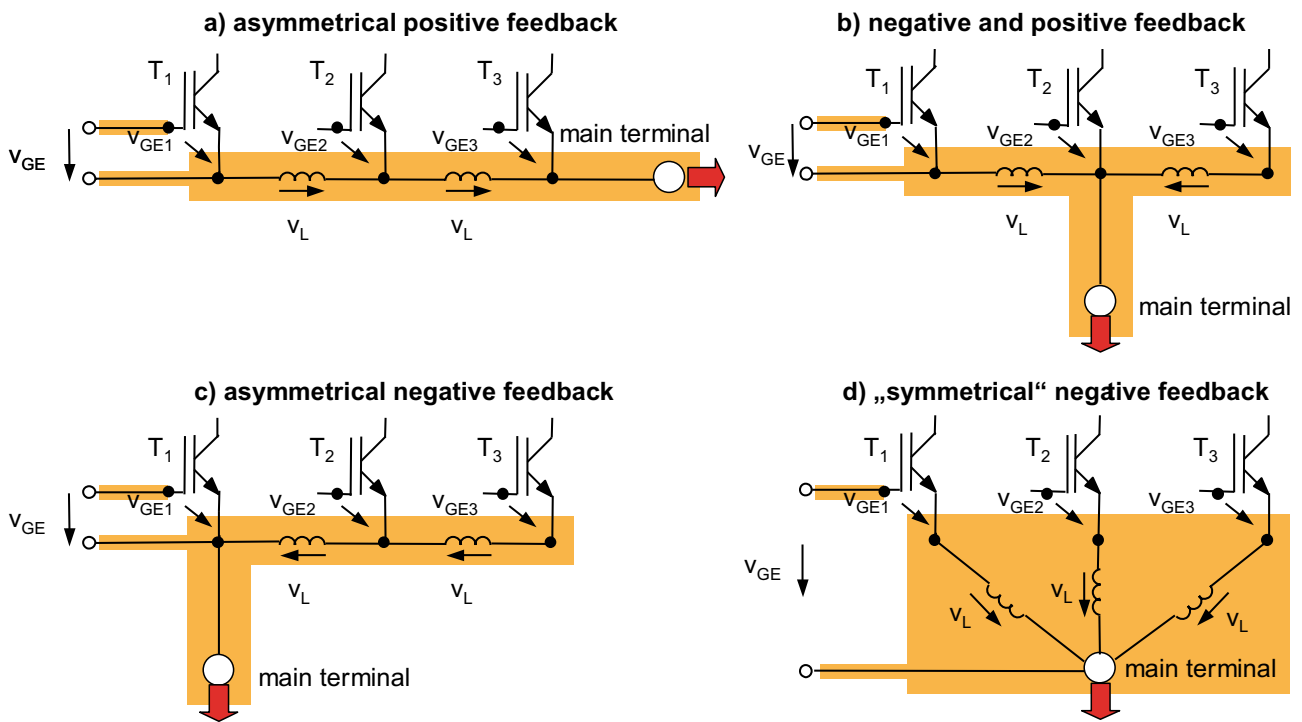 a) asymmetrical positive feedback
T1
T2
T3
vGE
vGE1
vGE2
vGE3
main terminal
vL
vL
b) negative and positive feedback
T1
T2
T3
vGE
vGE1
vGE2
vGE3
vL
vL
main terminal
c) asymmetrical negative feedback
T1
T2
T3
vGE
vGE1
vGE2
vGE3
vL
vL
main terminal
d) „symmetrical“ negative feedback
T1
T2
T3
vGE1
vGE2
vGE3
vGE
vL
vL
vL
main terminal